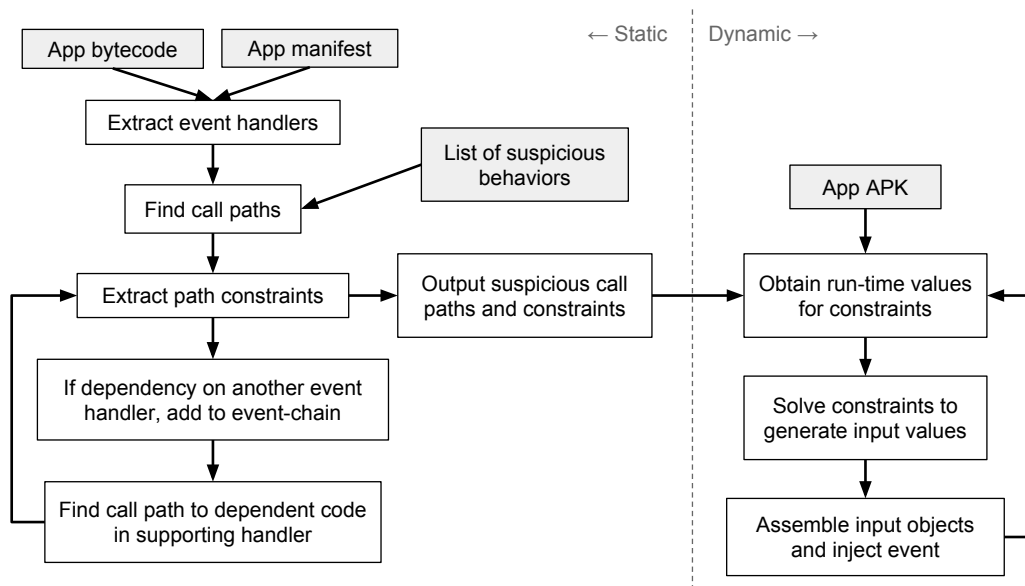 App bytecode
App manifest
← Static
Dynamic →
Extract event handlers
List of suspicious
behaviors
Find call paths
App APK
Extract path constraints
Output suspicious call
paths and constraints
Obtain run-time values
for constraints
If dependency on another event
handler, add to event-chain
Solve constraints to
generate input values
Find call path to dependent code
in supporting handler
Assemble input objects
and inject event